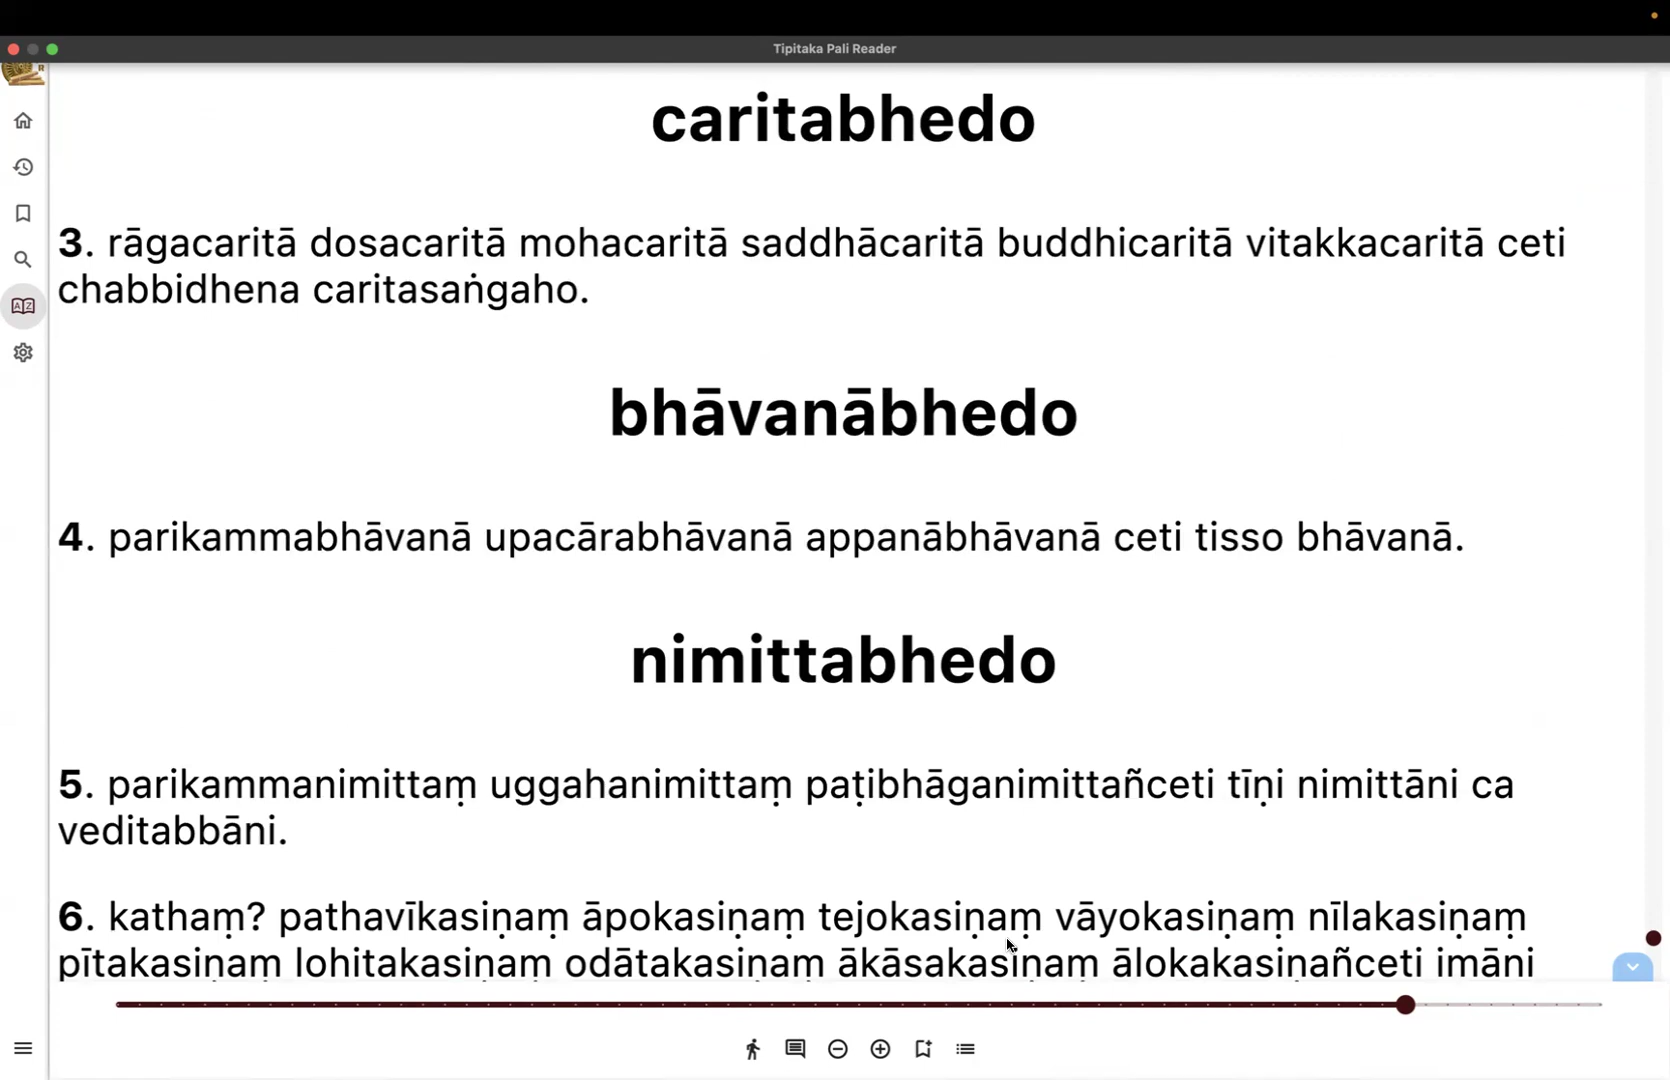 Tipitaka Pali Reader
caritabhedo
3. rāgacaritā dosacaritā mohacaritā saddhācaritā buddhicaritā vitakkacaritā ceti
chabbidhena caritasaṅgaho.
bhāvanābhedo
4. parikammabhāvanā upacārabhāvanā appanābhāvanā ceti tisso bhāvanā.
nimittabhedo
5. parikammanimittaṃ uggahanimittaṃ paṭibhāganimittañceti tīṇi nimittāni ca
veditabbāni.
6. kathaṃ? pathavīkasiṇaṃ āpokasiṇaṃ tejokasiṇaṃ vāyokasiṇaṃ nīlakasiṇaṃ
pītakasiṇaṃ lohitakasiṇaṃ odātakasiṇaṃ ākāsakasiṇaṃ ālokakasiṇañceti imāni